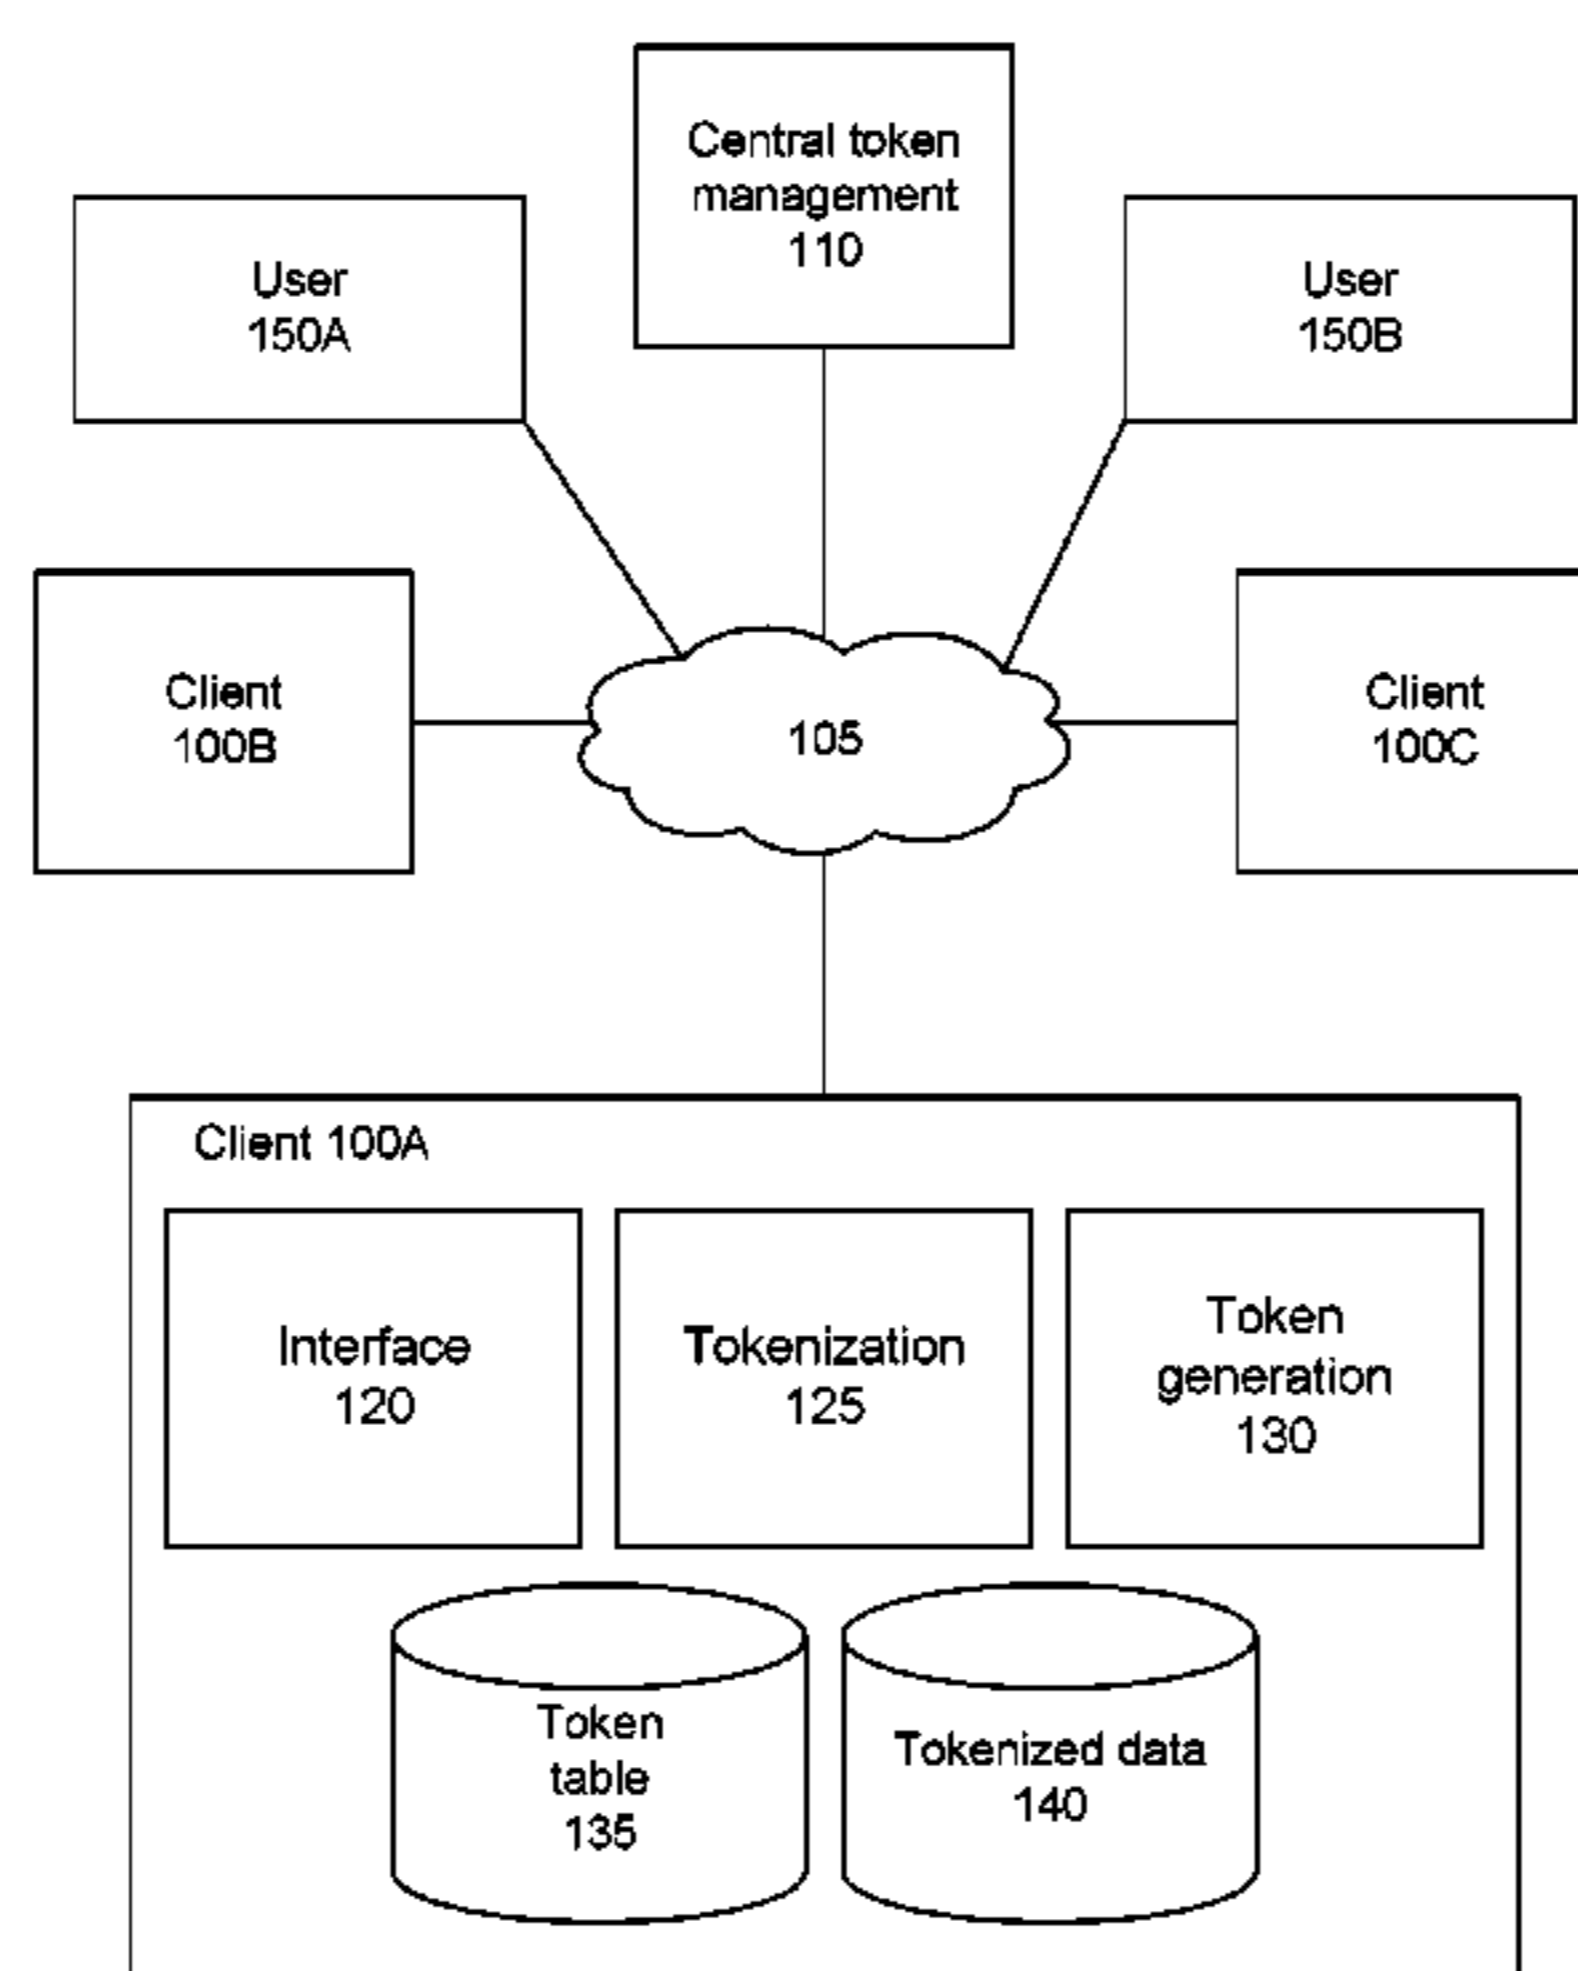 Central token
management
110
User
150A
User
150B
Client
100B
105
Client
100C
Client 100A
Interface
120
Tokenization
125
Token
generation
130
Token
table
135
Tokenized data
140